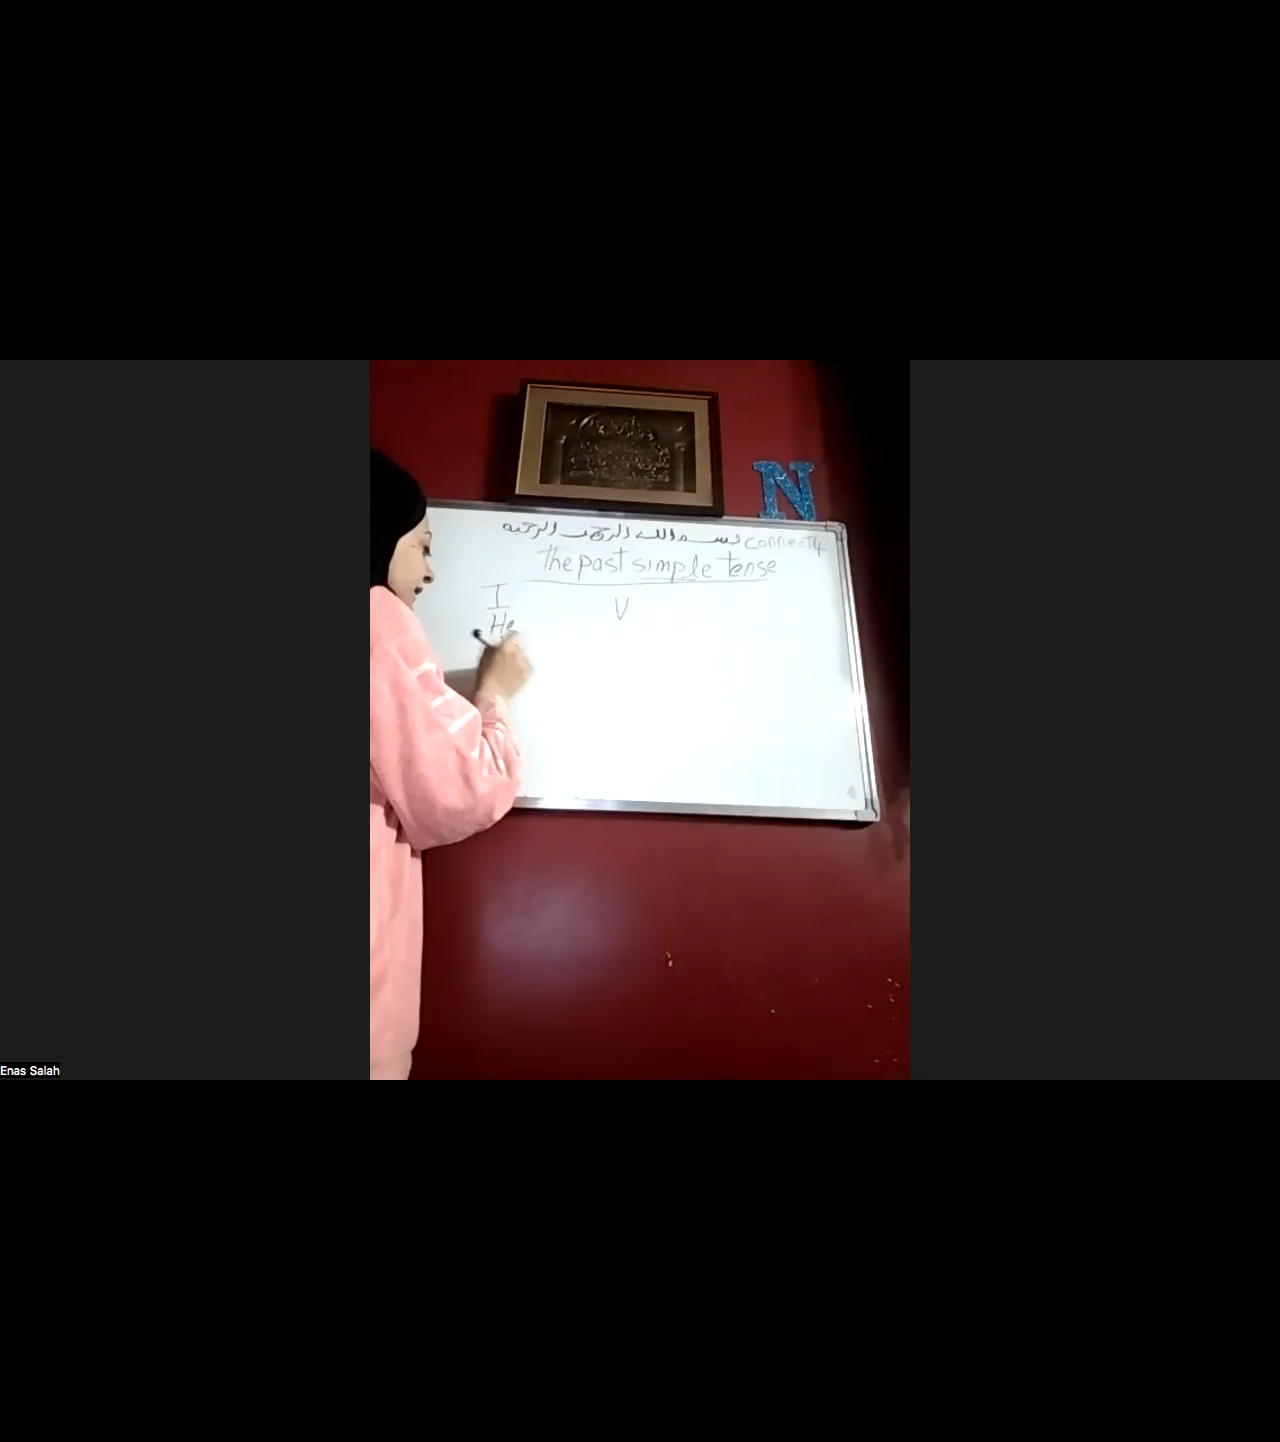 N
بسم الله الرحمن الرحيم Connect4
the past simple tense
I V
He
Enas Salah